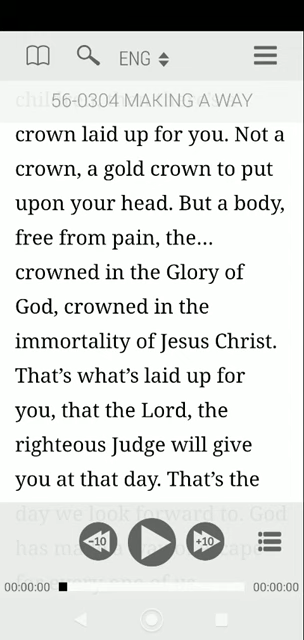 ENG
56-0304 MAKING A WAY
crown laid up for you. Not a
crown, a gold crown to put
upon your head. But a body,
free from pain, the...
crowned in the Glory of
God, crowned in the
immortality of Jesus Christ.
That's what's laid up for
you, that the Lord, the
righteous Judge will give
you at that day. That's the
day we look forward to. God
-10
+10
00:00:00
00:00:00